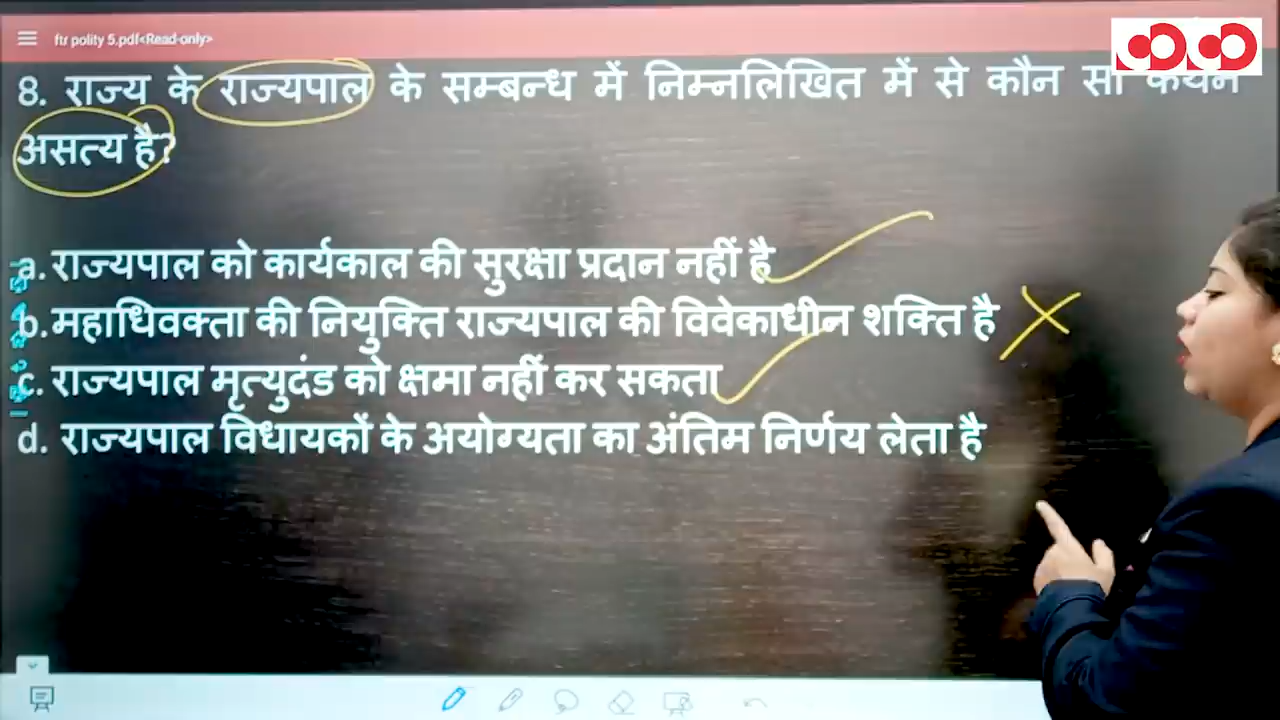 ftr polity 5.pdf<Read-only>
8. राज्य के राज्यपाल के सम्बन्ध में निम्नलिखित में से कौन सा कथन
असत्य है?
a. राज्यपाल को कार्यकाल की सुरक्षा प्रदान नहीं है
b. महाधिवक्ता की नियुक्ति राज्यपाल की विवेकाधीन शक्ति है
c. राज्यपाल मृत्युदंड को क्षमा नहीं कर सकता
d. राज्यपाल विधायकों के अयोग्यता का अंतिम निर्णय लेता है